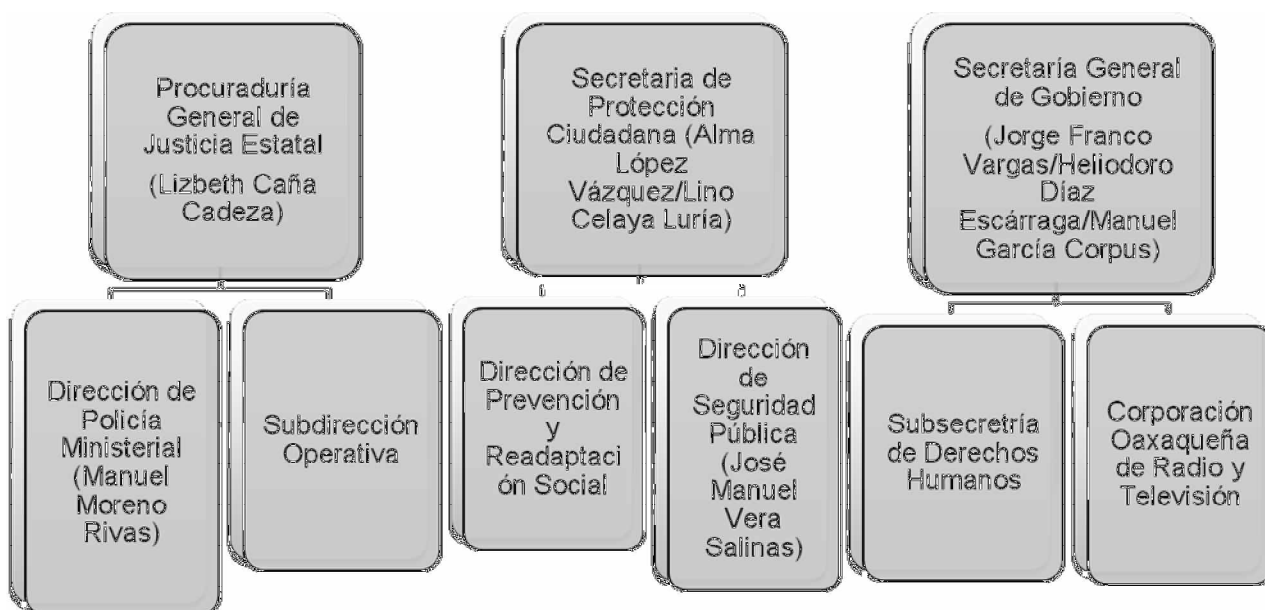 Procuraduría
General de
Justicia Estatal
(Lizbeth Caña
Cadeza)
Secretaria de
Protección
Ciudadana (Alma
López
Vázquez/Lino
Celaya Luría)
Secretaría General
de Gobierno
(Jorge Franco
Vargas/Heliodoro
Díaz
Escárraga/Manuel
García Corpus)
Dirección de
Policía
Ministerial
(Manuel
Moreno
Rivas)
Subdirección
Operativa
Dirección de
Prevención
y
Readaptaci
ón Social
Dirección
de
Seguridad
Pública
(José
Manuel
Vera
Salinas)
Subsecretría
de Derechos
Humanos
Corporación
Oaxaqueña
de Radio y
Televisión